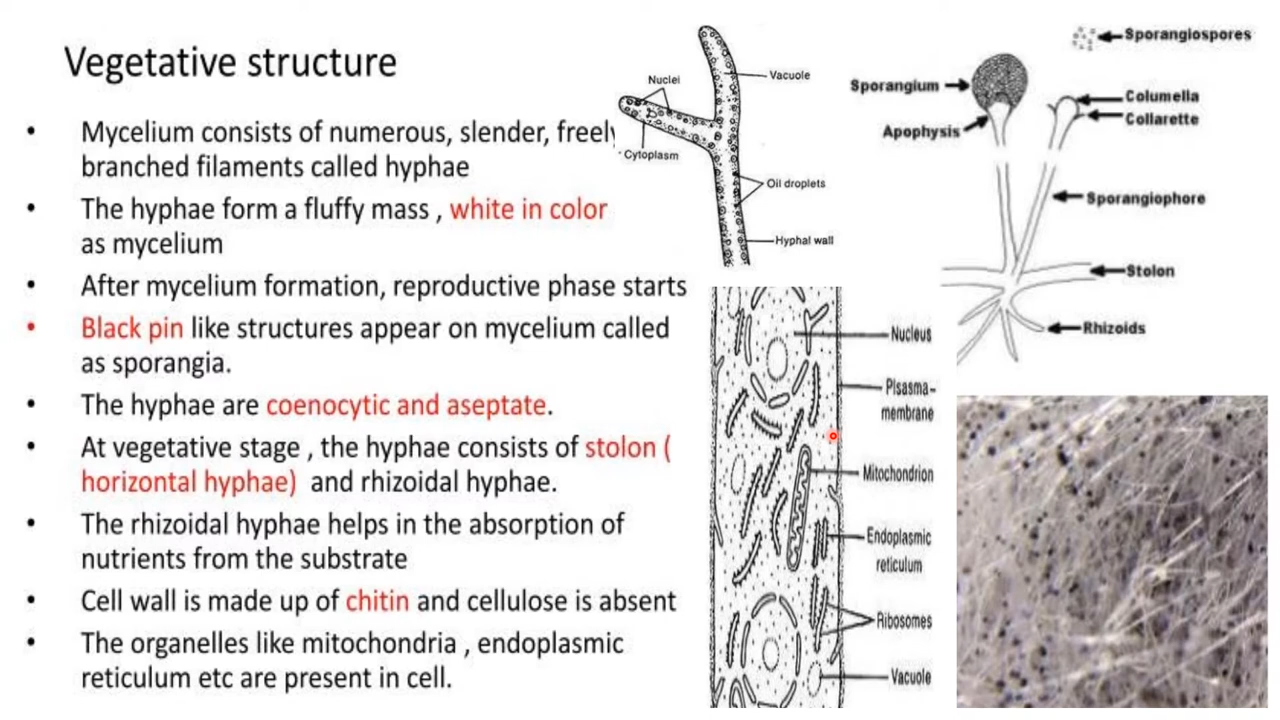 Vegetative structure
• Mycelium consists of numerous, slender, freely
branched filaments called hyphae
• The hyphae form a fluffy mass , white in color
as mycelium
• After mycelium formation, reproductive phase starts
• Black pin like structures appear on mycelium called
as sporangia.
• The hyphae are coenocytic and aseptate.
• At vegetative stage , the hyphae consists of stolon (
horizontal hyphae) and rhizoidal hyphae.
• The rhizoidal hyphae helps in the absorption of
nutrients from the substrate
• Cell wall is made up of chitin and cellulose is absent
• The organelles like mitochondria , endoplasmic
reticulum etc are present in cell.
Nuclei
Vacuole
Cytoplasm
Oil droplets
Hyphal wall
Nucleus
Plsasma-
membrane
Mitochondrion
Endoplasmic
reticulum
Ribosomes
Vacuole
Sporangiospores
Sporangium
Columella
Collarette
Apophysis
Sporangiophore
Stolon
Rhizoids